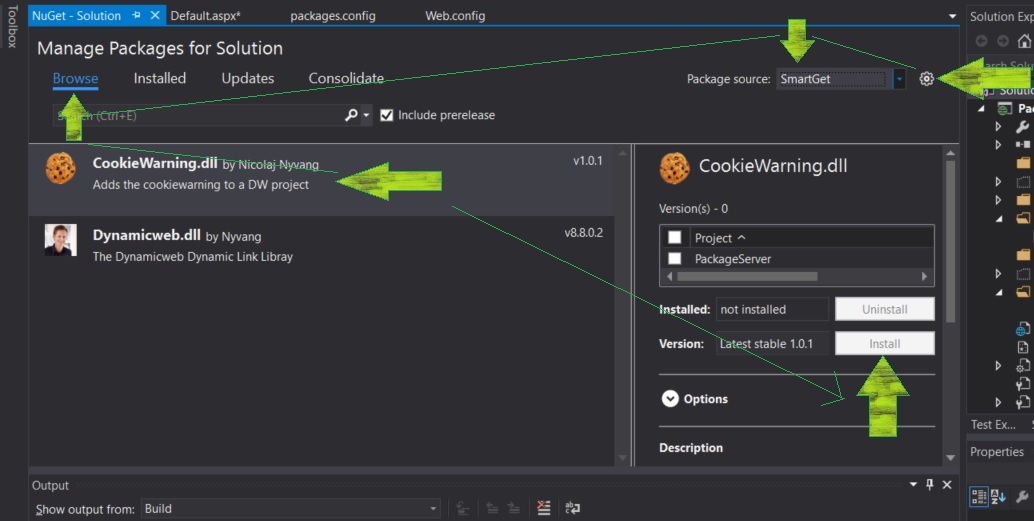 Toolbox
NuGet - Solution
Default.aspx*
packages.config
Web.config
Solution Exp
Manage Packages for Solution
Browse
Installed
Updates
Consolidate
Package source:
SmartGet
Search (Ctrl+E)
Include prerelease
CookieWarning.dll by Nicolaj Nyvang
v1.0.1
Adds the cookiewarning to a DW project
Dynamicweb.dll by Nyvang
v8.8.0.2
The Dynamicweb Dynamic Link Libray
CookieWarning.dll
Version(s) - 0
Project
PackageServer
Installed:
not installed
Uninstall
Version:
Latest stable 1.0.1
Install
Options
Description
Solutio
Pa
Test Ex...
Properties
Output
Show output from:
Build